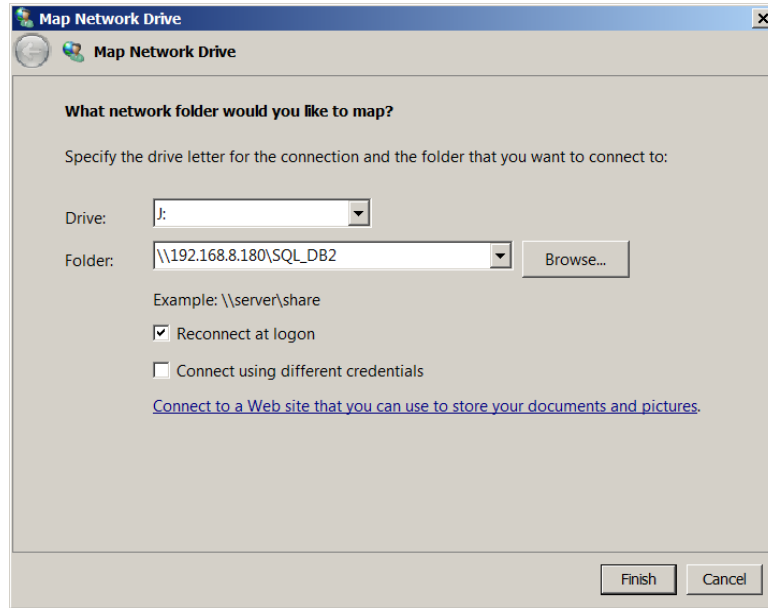 Map Network Drive
Map Network Drive
What network folder would you like to map?
Specify the drive letter for the connection and the folder that you want to connect to:
Drive: J:
Folder: \\192.168.8.180\SQL_DB2 Browse...
Example: \\server\share
Reconnect at logon
Connect using different credentials
Connect to a Web site that you can use to store your documents and pictures.
Finish Cancel